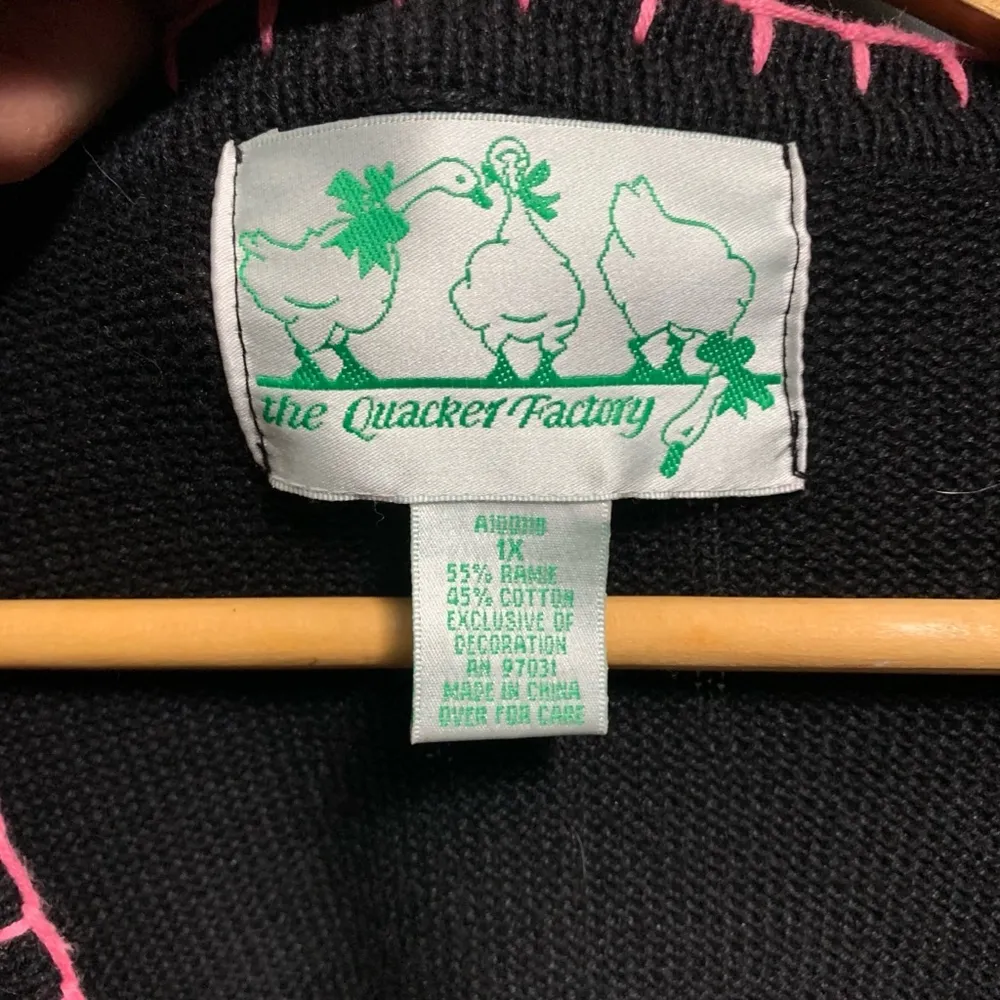 the Quacker Factory
1X
55% RAMIE
45% COTTON
EXCLUSIVE OF
DECORATION
RN 97031
MADE IN CHINA
OVER FOR CARE